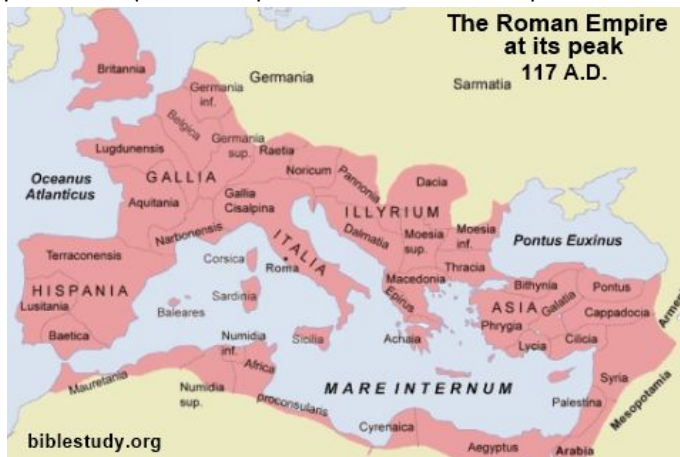 The Roman Empire
at its peak
117 A.D.
Britannia
Germania
inf.
Germania
Sarmatia
Belgica
Lugdunensis
Germania
sup.
Raetia
Oceanus
Atlanticus
GALLIA
Noricum
Pannonia
Dacia
Aquitania
Gallia
Cisalpina
ILLYRIUM
Narbonensis
Dalmatia
Moesia
sup.
Moesia
inf.
Pontus Euxinus
Terraconensis
Corsica
ITALIA
Roma
Thracia
Macedonia
Bithynia
Pontus
HISPANIA
Lusitania
Sardinia
Epirus
ASIA
Galatia
Cappadocia
Armen
Baleares
Phrygia
Baetica
Numidia
inf.
Sicilia
Achaia
Lycia
Cilicia
Mauretania
Africa
Syria
Numidia
sup.
proconsularis
MARE INTERNUM
Palestina
Mesopotamia
Cyrenaica
biblestudy.org
Aegyptus
Arabia